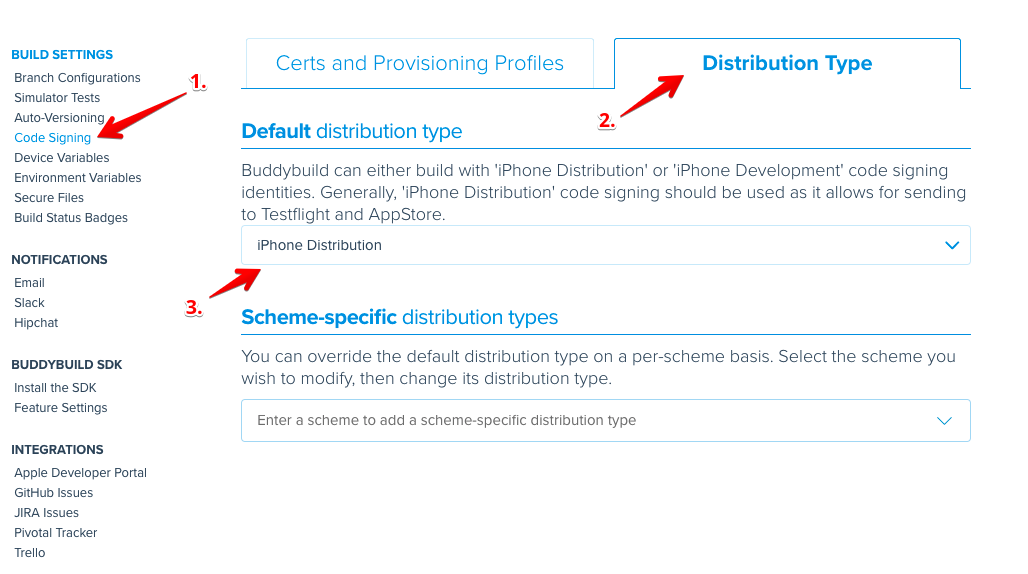 BUILD SETTINGS
Branch Configurations
Simulator Tests
Auto-Versioning
Code Signing
Device Variables
Environment Variables
Secure Files
Build Status Badges
NOTIFICATIONS
Email
Slack
Hipchat
BUDDYBUILD SDK
Install the SDK
Feature Settings
INTEGRATIONS
Apple Developer Portal
GitHub Issues
JIRA Issues
Pivotal Tracker
Trello
1.
Certs and Provisioning Profiles
Distribution Type
2.
Default distribution type
Buddybuild can either build with 'iPhone Distribution' or 'iPhone Development' code signing
identities. Generally, 'iPhone Distribution' code signing should be used as it allows for sending
to Testflight and AppStore.
iPhone Distribution
3.
Scheme-specific distribution types
You can override the default distribution type on a per-scheme basis. Select the scheme you
wish to modify, then change its distribution type.
Enter a scheme to add a scheme-specific distribution type